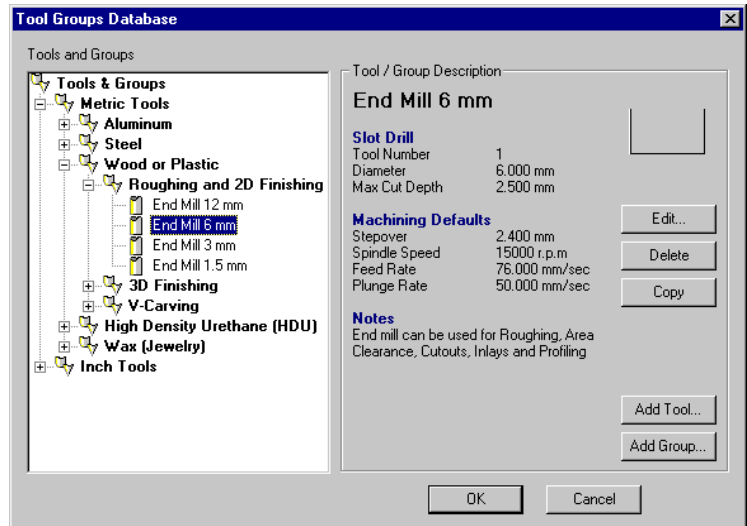 Tool Groups Database
Tools and Groups
Tools & Groups
Metric Tools
Aluminum
Steel
Wood or Plastic
Roughing and 2D Finishing
End Mill 12 mm
End Mill 6 mm
End Mill 3 mm
End Mill 1.5 mm
3D Finishing
V-Carving
High Density Urethane (HDU)
Wax (Jewelry)
Inch Tools
Tool / Group Description
End Mill 6 mm
Slot Drill
Tool Number 1
Diameter 6.000 mm
Max Cut Depth 2.500 mm
Machining Defaults
Stepover 2.400 mm
Spindle Speed 15000 r.p.m
Feed Rate 76.000 mm/sec
Plunge Rate 50.000 mm/sec
Notes
End mill can be used for Roughing, Area
Clearance, Cutouts, Inlays and Profiling
Edit...
Delete
Copy
Add Tool...
Add Group...
OK
Cancel